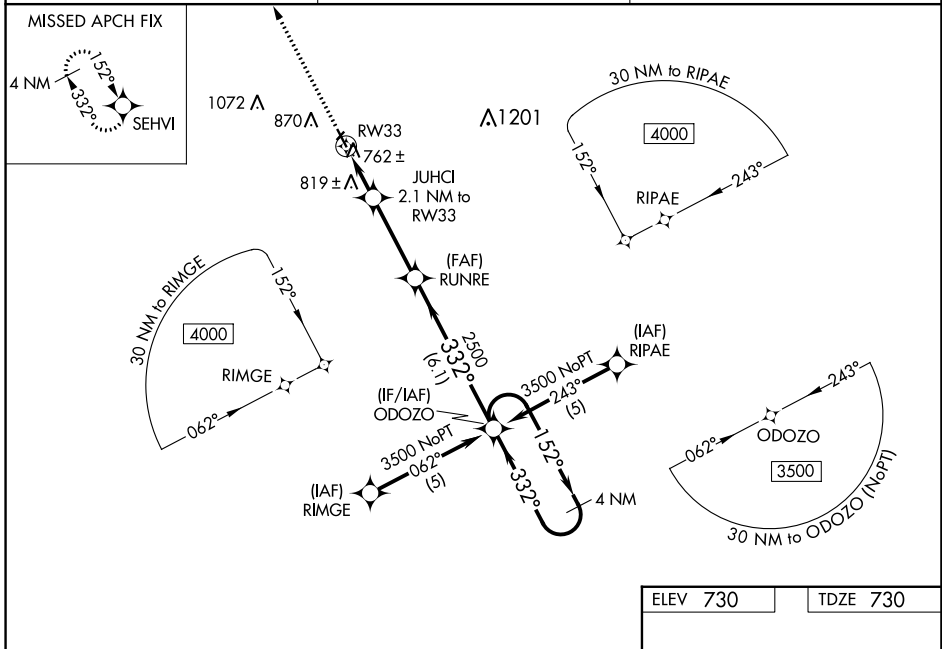 MISSED APCH FIX
4 NM
152°
332°
SEHVI
1072
870
RW33
762 ±
819 ±
JUHCI
2.1 NM to
RW33
1201
30 NM to RIPAE
4000
152°
243°
RIPAE
(FAF)
RUNRE
30 NM to RIMGE
4000
152°
RIMGE
062°
2500
332°
(6.1)
(IAF)
RIPAE
3500 NoPT
243°
(5)
(IF/IAF)
ODOZO
3500 NoPT
062°
(5)
(IAF)
RIMGE
152°
332°
4 NM
243°
062°
ODOZO
3500
30 NM to ODOZO (NoPT)
ELEV 730
TDZE 730